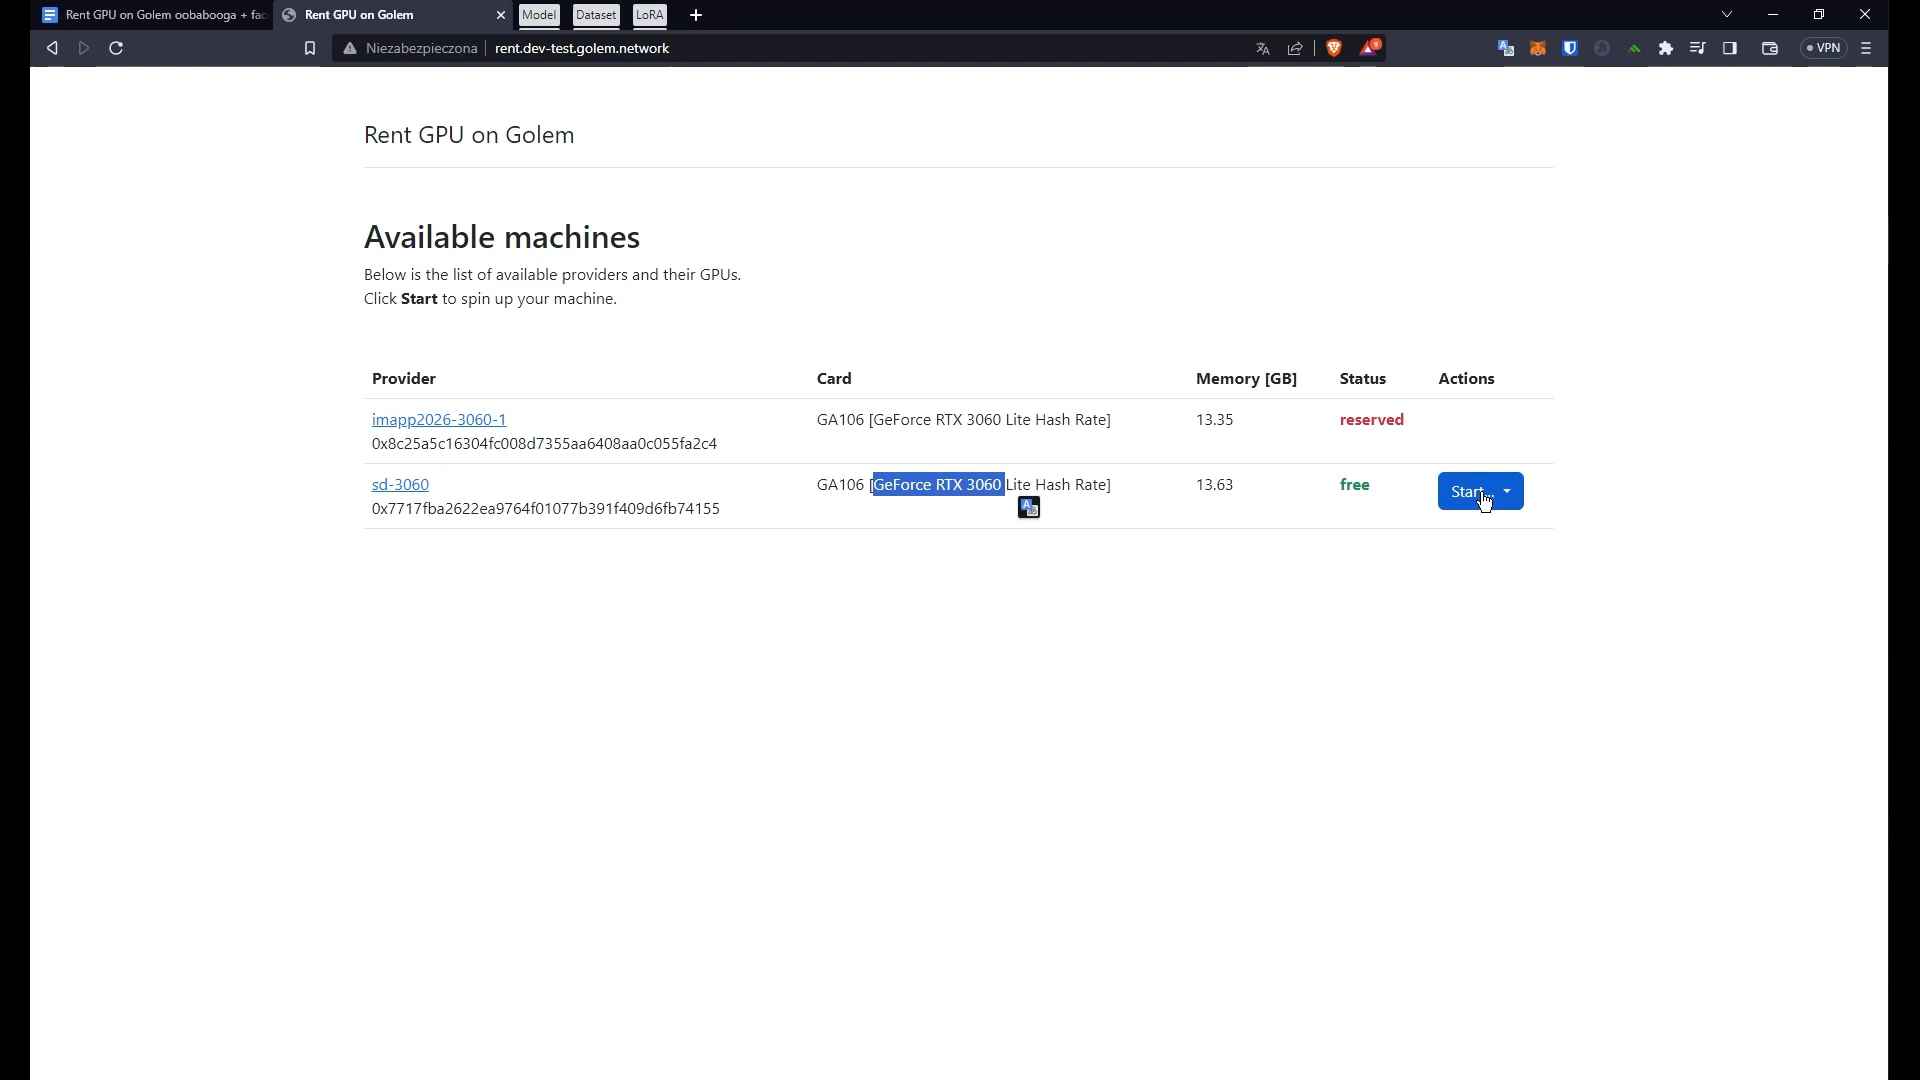 Rent GPU on Golem oobabooga + fac
Rent GPU on Golem
Model
Dataset
LoRA
Niezabezpieczona
rent.dev-test.golem.network
9
VPN
Rent GPU on Golem
Available machines
Below is the list of available providers and their GPUs.
Click Start to spin up your machine.
Provider Card Memory [GB] Status Actions
imapp2026-3060-1 GA106 [GeForce RTX 3060 Lite Hash Rate] 13.35 reserved
0x8c25a5c16304fc008d7355aa6408aa0c055fa2c4
sd-3060 GA106 [GeForce RTX 3060 Lite Hash Rate] 13.63 free Start...
0x7717fba2622ea9764f01077b391f409d6fb74155